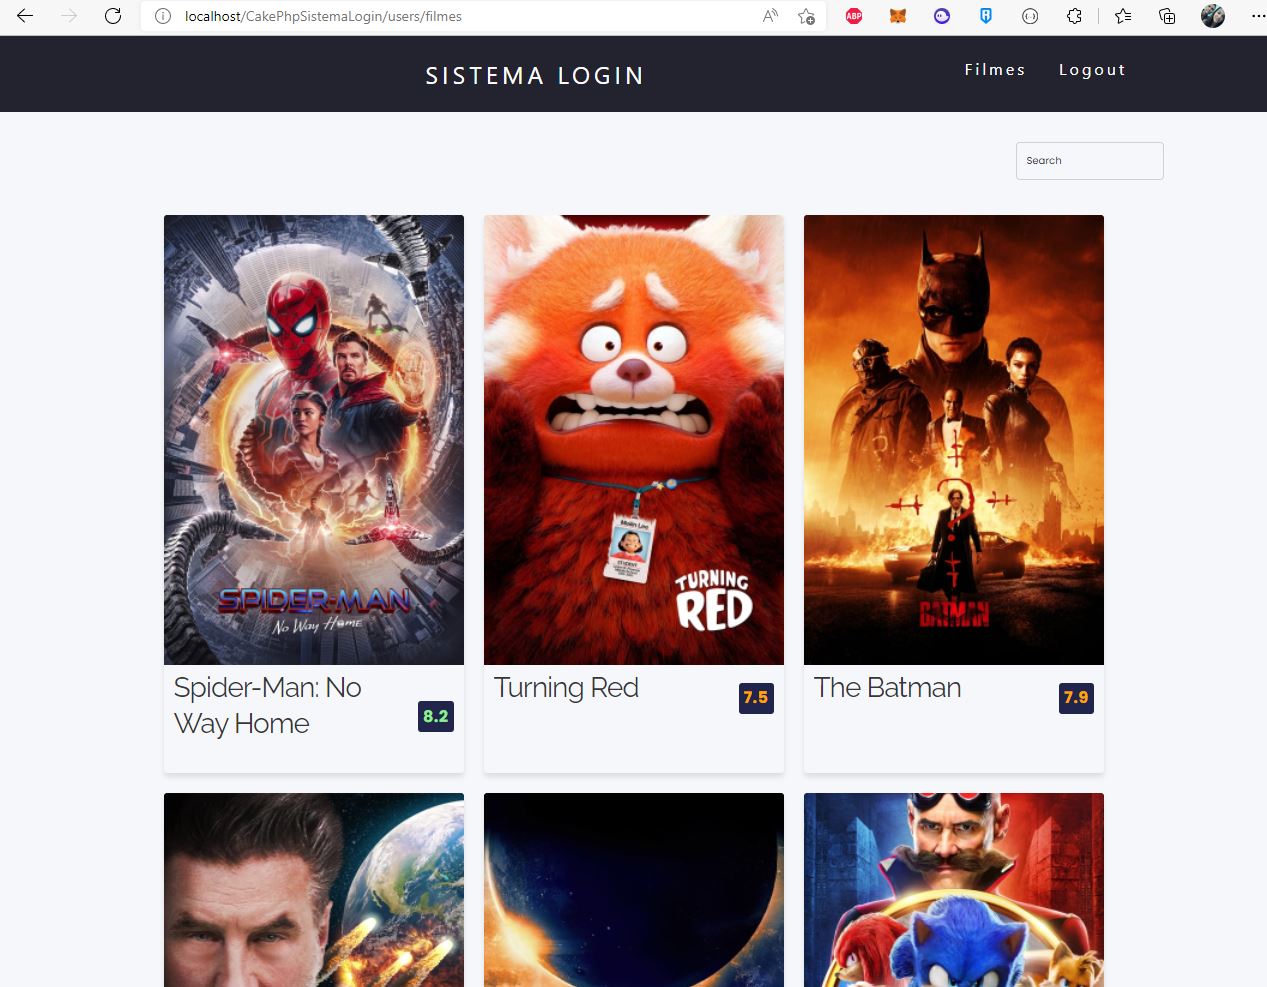 localhost/CakePhpSistemaLogin/users/filmes
ABP
SISTEMA LOGIN
Filmes
Logout
Search
SPIDER-MAN
No Way Home
STUDENT
TURNING
RED
BATMAN
Spider-Man: No
Way Home
8.2
Turning Red
7.5
The Batman
7.9